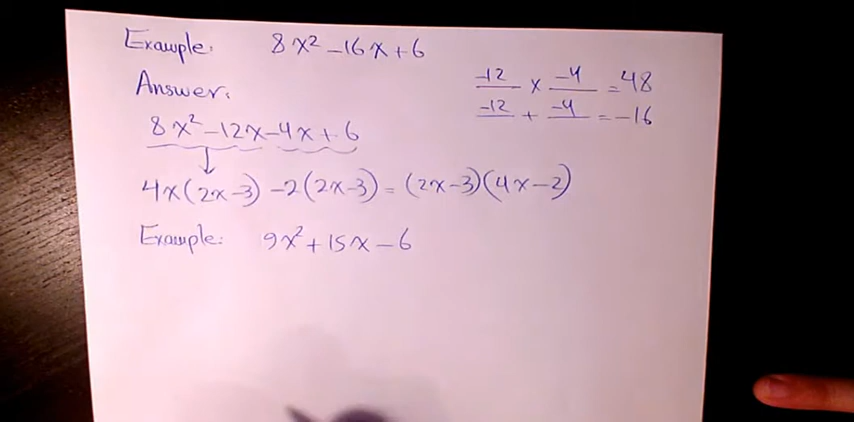 Example: 8x² -16x+6
Answer:
-12 x -4 = 48
-12 + -4 = -16
8x² -12x-4x+6
4x(2x-3) -2(2x-3) = (2x-3)(4x-2)
Example: 9x²+15x-6